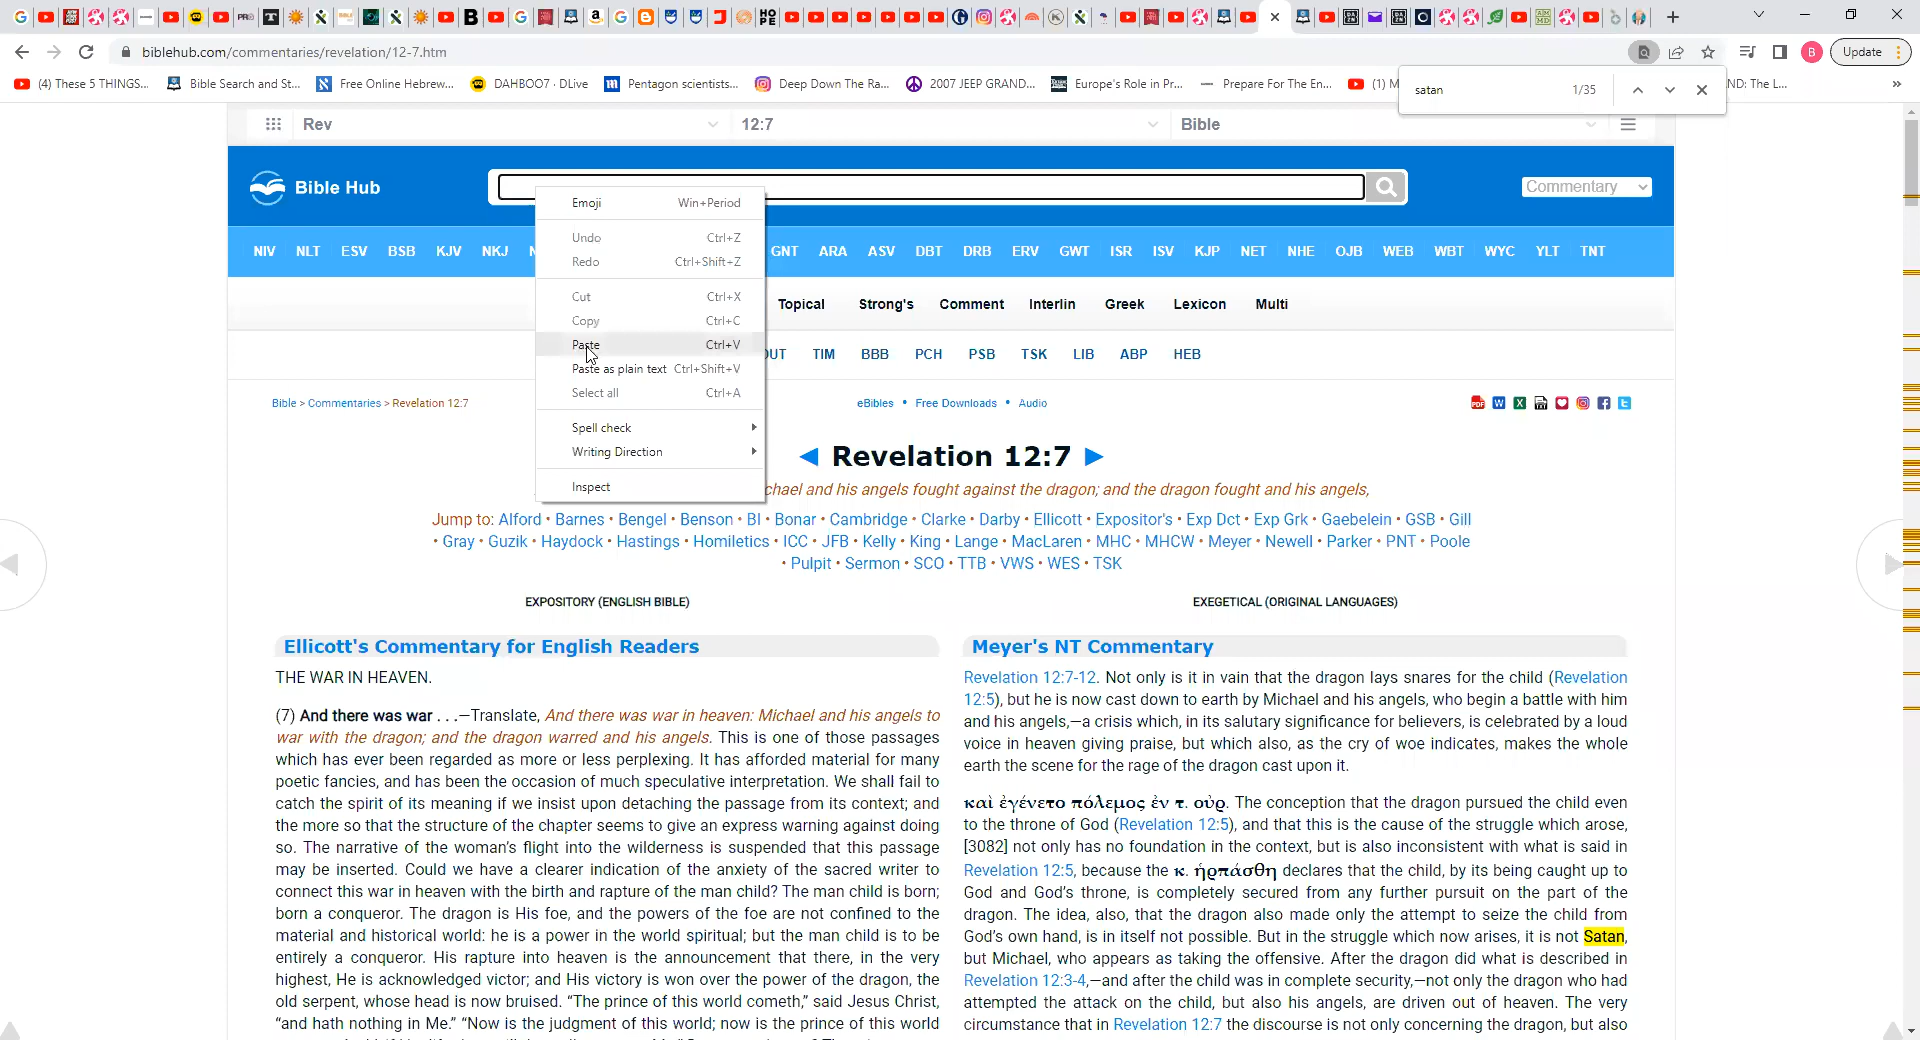 biblehub.com/commentaries/revelation/12-7.htm
Update
(4) These 5 THINGS...
Bible Search and St...
Free Online Hebrew...
DAHBOO7 · DLive
Pentagon scientists...
Deep Down The Ra...
2007 JEEP GRAND...
Europe's Role in Pr...
Prepare For The En...
(1) M
ND: The L...
satan 1/35
Rev 12:7 Bible
Bible Hub
Commentary
Emoji Win+Period
Undo Ctrl+Z
Redo Ctrl+Shift+Z
Cut Ctrl+X
Copy Ctrl+C
Paste Ctrl+V
Paste as plain text Ctrl+Shift+V
Select all Ctrl+A
Spell check
Writing Direction
Inspect
NIV NLT ESV BSB KJV NKJ N GNT ARA ASV DBT DRB ERV GWT ISR ISV KJP NET NHE OJB WEB WBT WYC YLT TNT
Topical Strong's Comment Interlin Greek Lexicon Multi
OUT TIM BBB PCH PSB TSK LIB ABP HEB
Bible > Commentaries > Revelation 12:7
eBibles • Free Downloads • Audio
◄ Revelation 12:7 ►
chael and his angels fought against the dragon; and the dragon fought and his angels,
Jump to: Alford • Barnes • Bengel • Benson • BI • Bonar • Cambridge • Clarke • Darby • Ellicott • Expositor's • Exp Dct • Exp Grk • Gaebelein • GSB • Gill
• Gray • Guzik • Haydock • Hastings • Homiletics • ICC • JFB • Kelly • King • Lange • MacLaren • MHC • MHCW • Meyer • Newell • Parker • PNT • Poole
• Pulpit • Sermon • SCO • TTB • VWS • WES • TSK
EXPOSITORY (ENGLISH BIBLE)
Ellicott's Commentary for English Readers
THE WAR IN HEAVEN.
(7) And there was war . . .—Translate, And there was war in heaven: Michael and his angels to
war with the dragon; and the dragon warred and his angels. This is one of those passages
which has ever been regarded as more or less perplexing. It has afforded material for many
poetic fancies, and has been the occasion of much speculative interpretation. We shall fail to
catch the spirit of its meaning if we insist upon detaching the passage from its context; and
the more so that the structure of the chapter seems to give an express warning against doing
so. The narrative of the woman's flight into the wilderness is suspended that this passage
may be inserted. Could we have a clearer indication of the anxiety of the sacred writer to
connect this war in heaven with the birth and rapture of the man child? The man child is born;
born a conqueror. The dragon is His foe, and the powers of the foe are not confined to the
material and historical world: he is a power in the world spiritual; but the man child is to be
entirely a conqueror. His rapture into heaven is the announcement that there, in the very
highest, He is acknowledged victor; and His victory is won over the power of the dragon, the
old serpent, whose head is now bruised. “The prince of this world cometh,” said Jesus Christ,
“and hath nothing in Me.” “Now is the judgment of this world; now is the prince of this world
EXEGETICAL (ORIGINAL LANGUAGES)
Meyer's NT Commentary
Revelation 12:7-12. Not only is it in vain that the dragon lays snares for the child (Revelation
12:5), but he is now cast down to earth by Michael and his angels, who begin a battle with him
and his angels,—a crisis which, in its salutary significance for believers, is celebrated by a loud
voice in heaven giving praise, but which also, as the cry of woe indicates, makes the whole
earth the scene for the rage of the dragon cast upon it.
καὶ ἐγένετο πόλεμος ἐν τ. οὐρ. The conception that the dragon pursued the child even
to the throne of God (Revelation 12:5), and that this is the cause of the struggle which arose,
[3082] not only has no foundation in the context, but is also inconsistent with what is said in
Revelation 12:5, because the κ. ἡρπάσθη declares that the child, by its being caught up to
God and God's throne, is completely secured from any further pursuit on the part of the
dragon. The idea, also, that the dragon also made only the attempt to seize the child from
God's own hand, is in itself not possible. But in the struggle which now arises, it is not Satan,
but Michael, who appears as taking the offensive. After the dragon did what is described in
Revelation 12:3-4,—and after the child was in complete security,—not only the dragon who had
attempted the attack on the child, but also his angels, are driven out of heaven. The very
circumstance that in Revelation 12:7 the discourse is not only concerning the dragon, but also